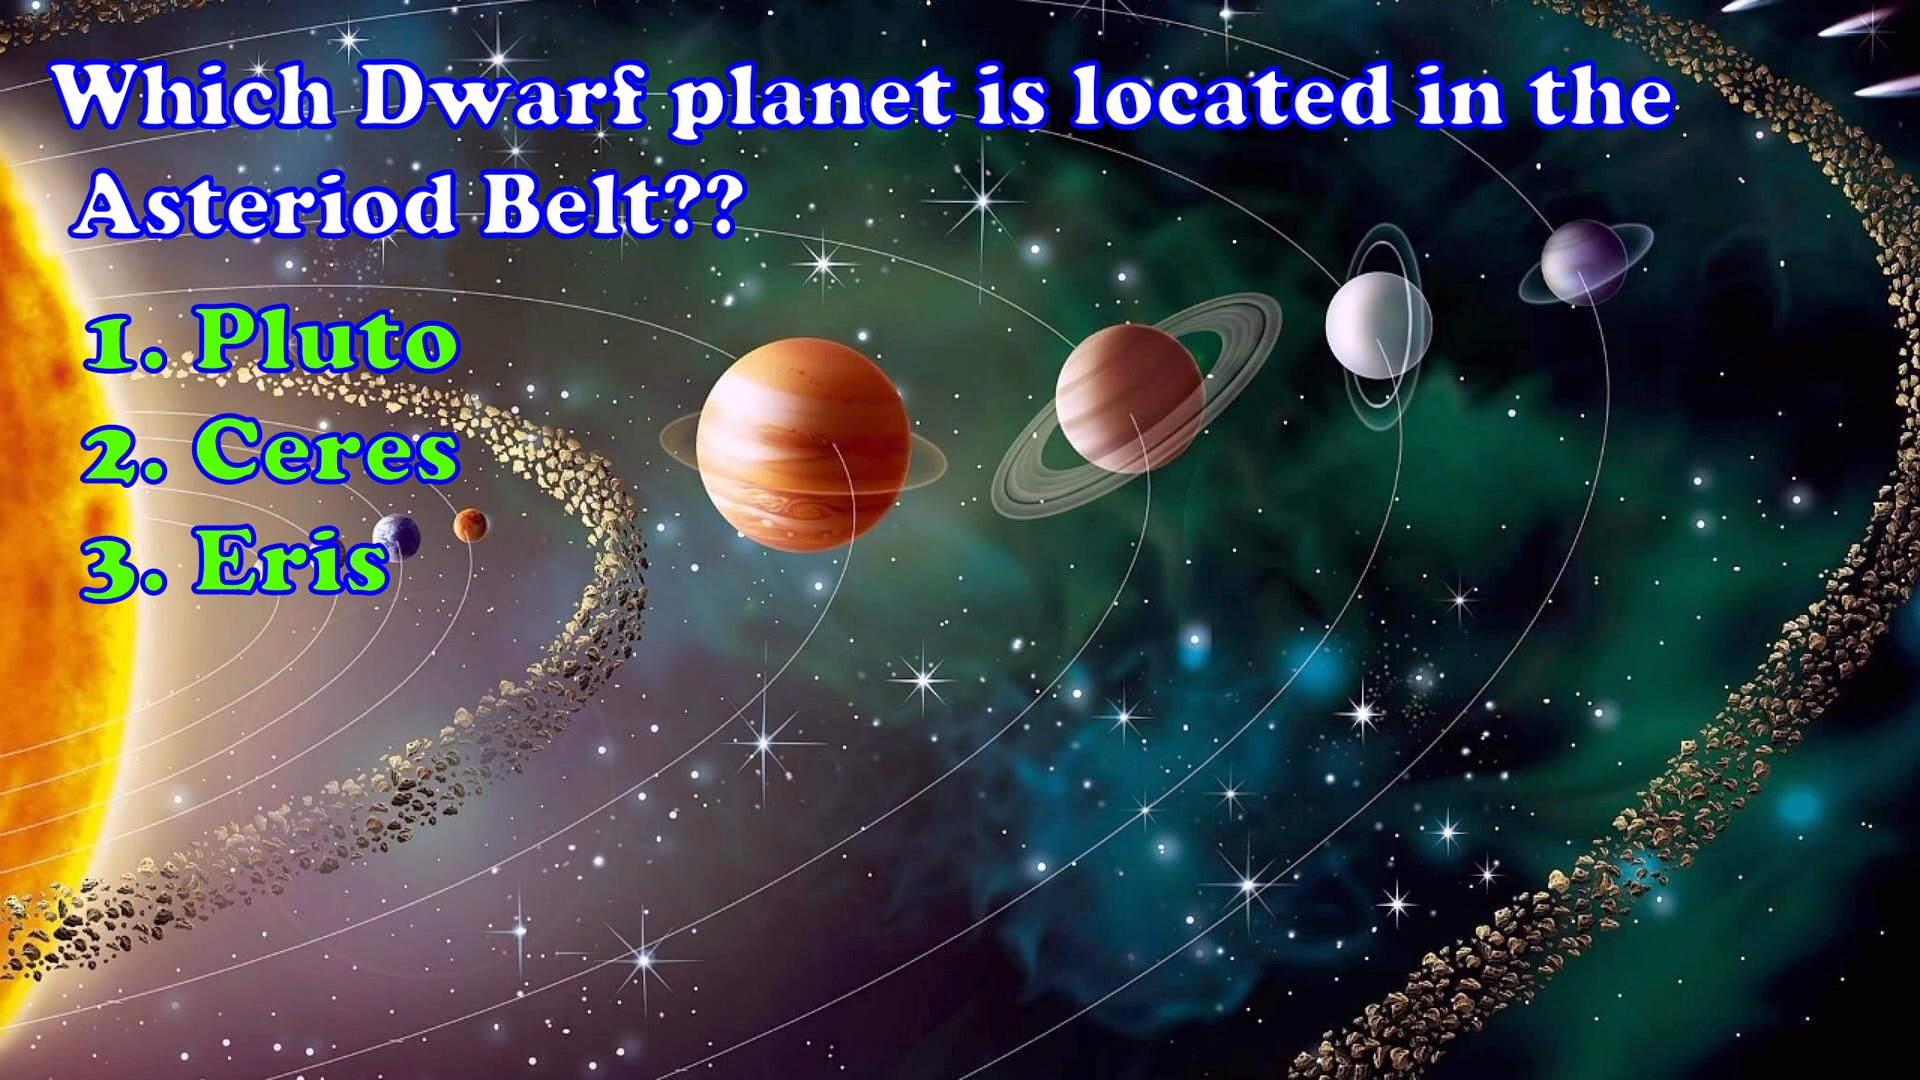 Which Dwarf planet is located in the
Asteriod Belt??
1. Pluto
2. Ceres
3. Eris